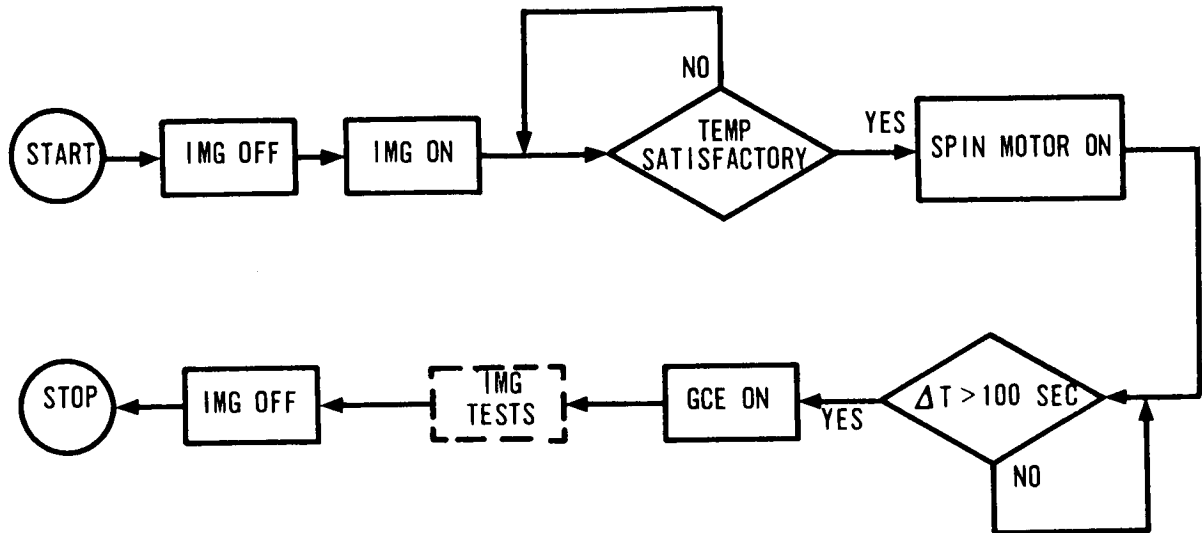 NO
START
IMG OFF
IMG ON
TEMP
SATISFACTORY
YES
SPIN MOTOR ON
STOP
IMG OFF
IMG
TESTS
GCE ON
YES
ΔT > 100 SEC
NO